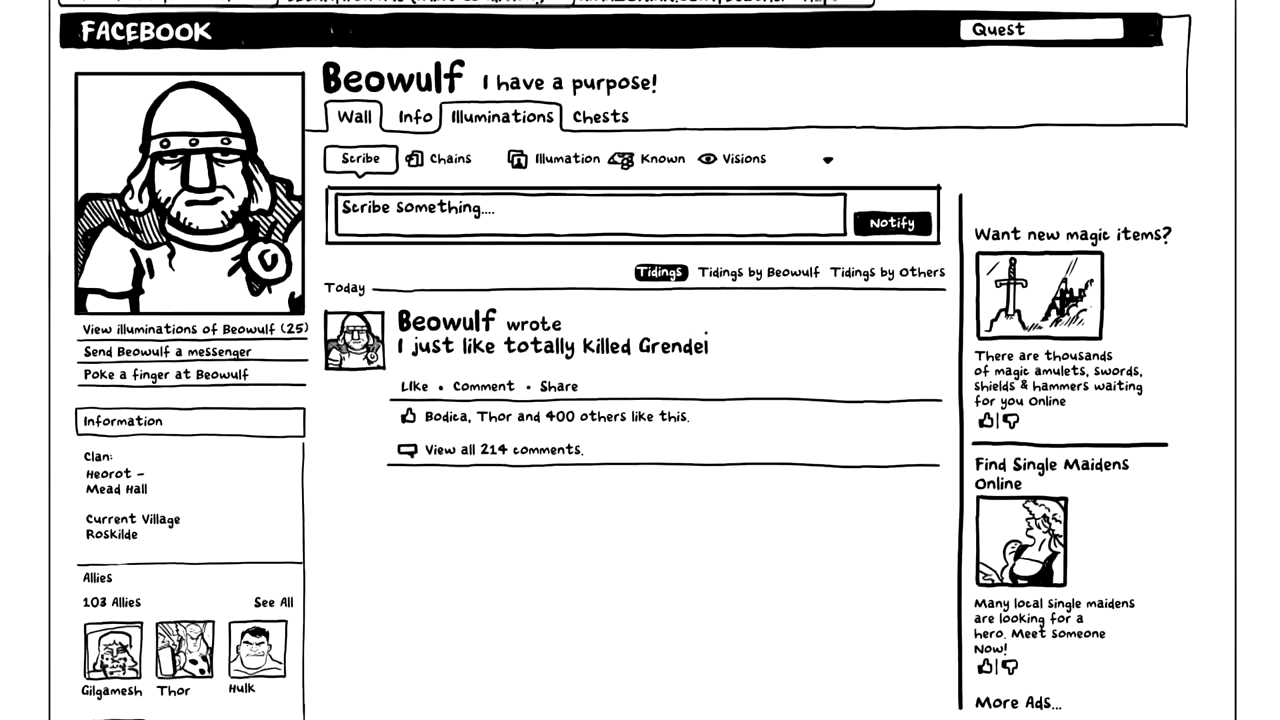 FACEBOOK
Quest
Beowulf I have a purpose!
Wall Info Illuminations Chests
Scribe Chains Illumation Known Visions
Scribe something....
Notify
Tidings Tidings by Beowulf Tidings by Others
Today
Beowulf wrote
I just like totally killed Grendel
Like • Comment • Share
Bodica, Thor and 400 others like this.
View all 214 comments.
View illuminations of Beowulf (25)
Send Beowulf a messenger
Poke a finger at Beowulf
Information
Clan:
Heorot -
Mead Hall
Current Village
Roskilde
Allies
103 Allies See All
Gilgamesh Thor Hulk
Want new magic items?
There are thousands
of magic amulets, swords,
shields & hammers waiting
for you Online
Find Single Maidens
Online
Many local single maidens
are looking for a
hero. Meet someone
Now!
More Ads...